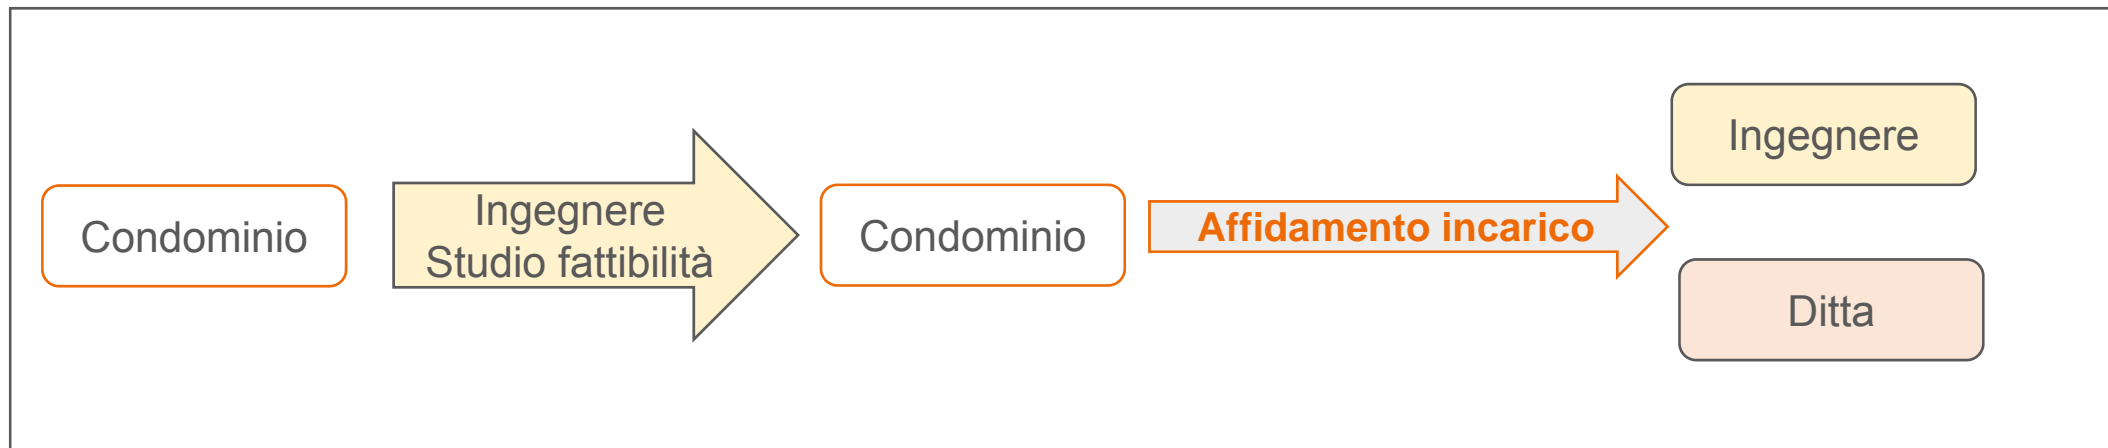 Condominio
Ingegnere
Studio fattibilità
Condominio
Affidamento incarico
Ingegnere
Ditta